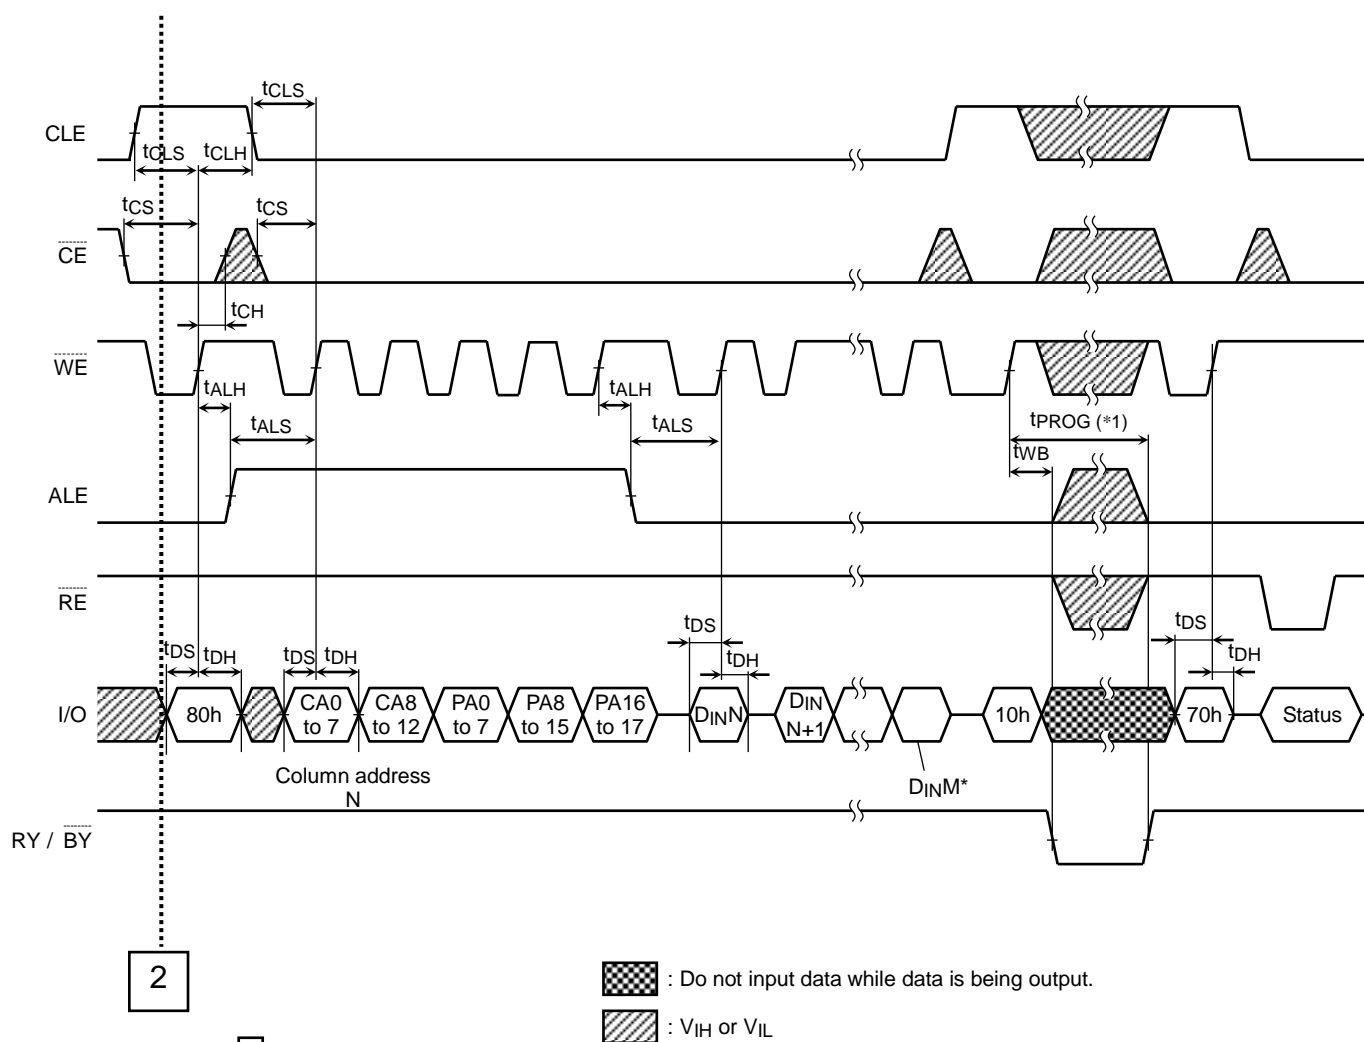 tCLS
CLE
tCLS tCLH
tCS tCS
CE
tCH
WE
tALH tALH
tALS tALS tPROG (*1)
tWB
ALE
RE
tDS tDH tDS tDH tDS tDH tDS tDH
I/O 80h CA0 to 7 CA8 to 12 PA0 to 7 PA8 to 15 PA16 to 17 DINN DIN N+1 10h 70h Status
Column address
N
DINM*
RY / BY
2
: Do not input data while data is being output.
: VIH or VIL